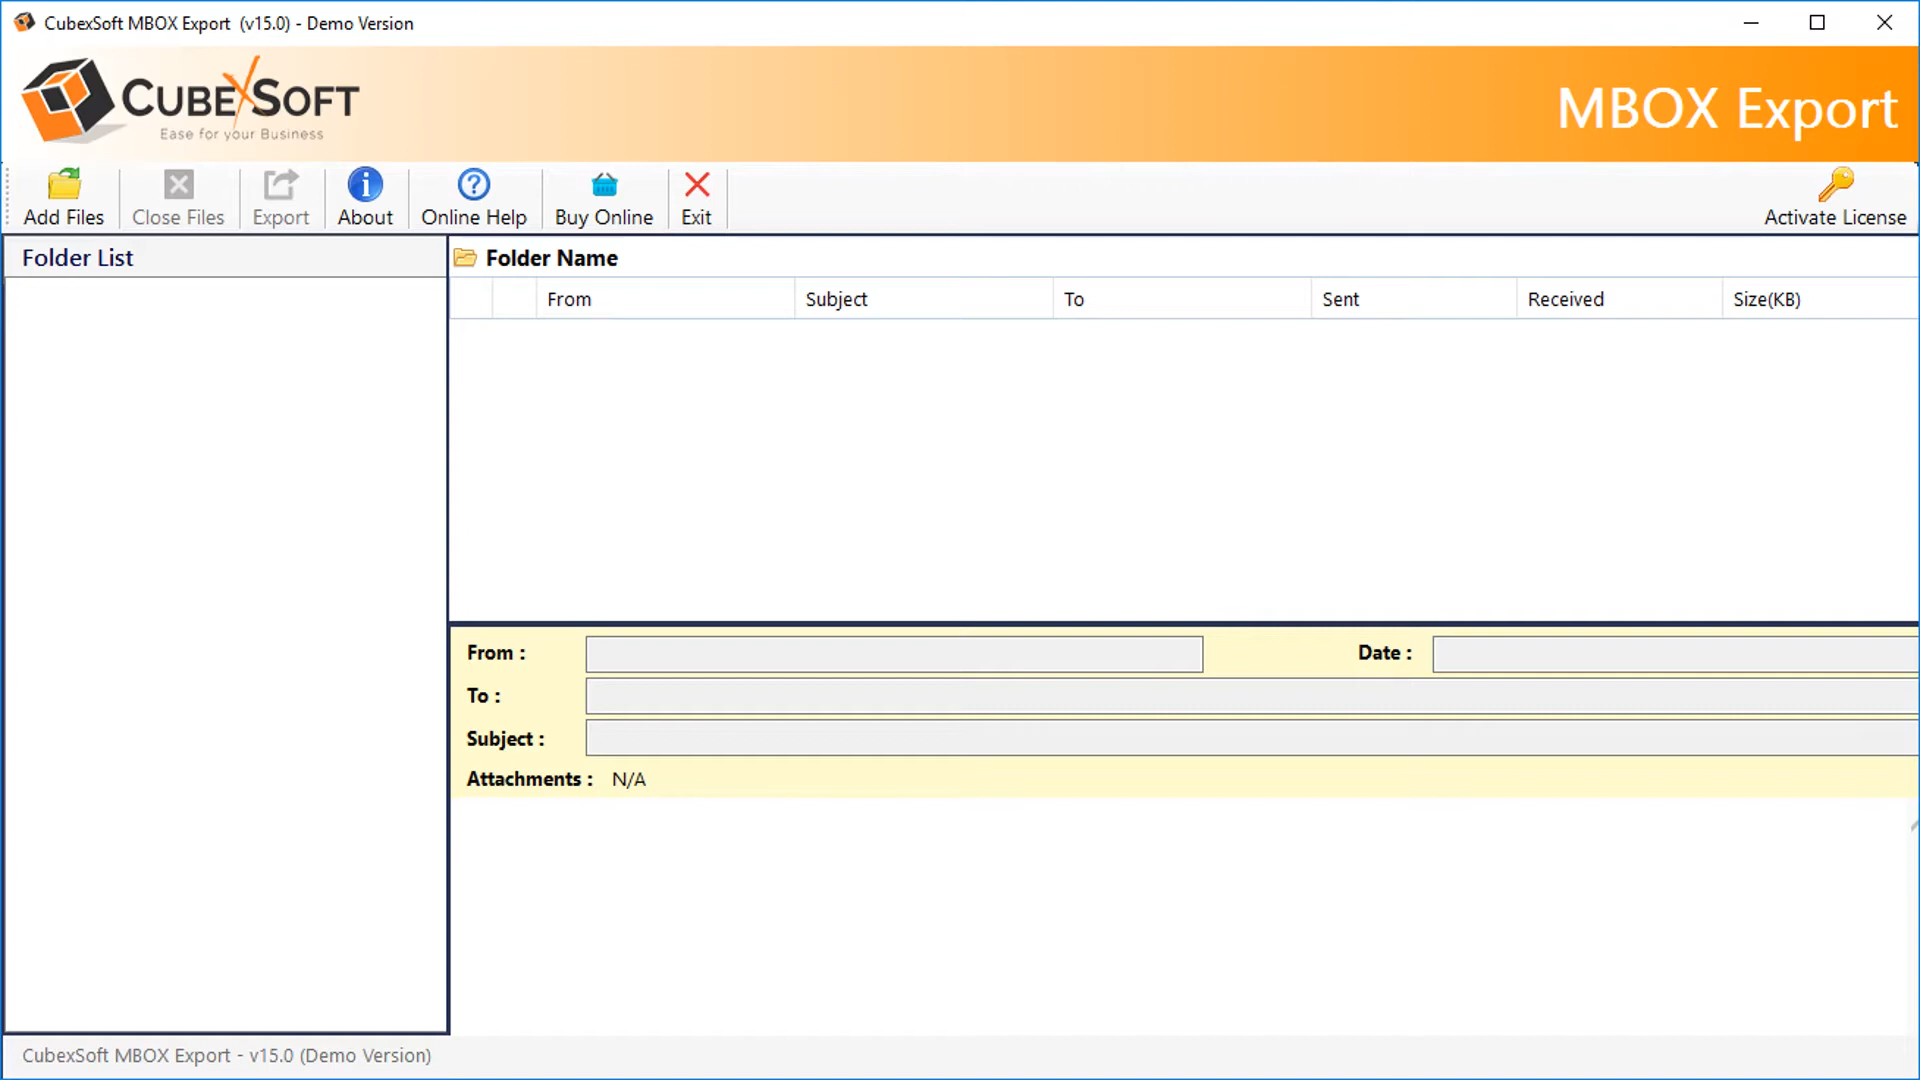 CubexSoft MBOX Export (v15.0) - Demo Version
CUBEXSOFT
Ease for your Business
MBOX Export
Add Files
Close Files
Export
About
Online Help
Buy Online
Exit
Activate License
Folder List
Folder Name
From
Subject
To
Sent
Received
Size(KB)
From :
Date :
To :
Subject :
Attachments : N/A
CubexSoft MBOX Export - v15.0 (Demo Version)